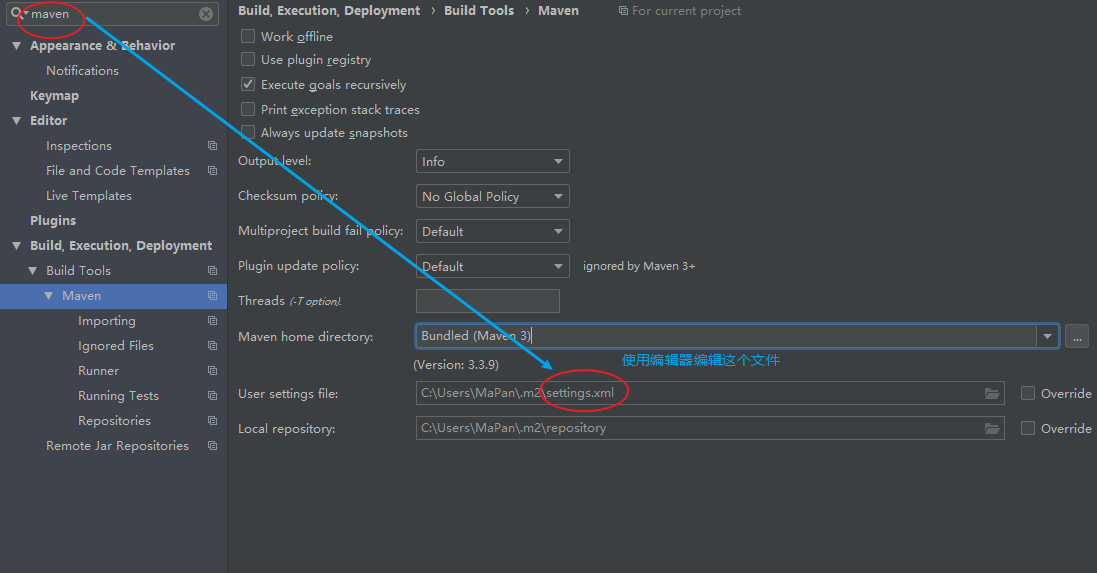 maven
Appearance & Behavior
Notifications
Keymap
Editor
Inspections
File and Code Templates
Live Templates
Plugins
Build, Execution, Deployment
Build Tools
Maven
Importing
Ignored Files
Runner
Running Tests
Repositories
Remote Jar Repositories
Build, Execution, Deployment › Build Tools › Maven For current project
Work offline
Use plugin registry
Execute goals recursively
Print exception stack traces
Always update snapshots
Output level: Info
Checksum policy: No Global Policy
Multiproject build fail policy: Default
Plugin update policy: Default ignored by Maven 3+
Threads (-T option).
Maven home directory: Bundled (Maven 3) ...
(Version: 3.3.9) 使用编辑器编辑这个文件
User settings file: C:\Users\MaPan\.m2\settings.xml Override
Local repository: C:\Users\MaPan\.m2\repository Override